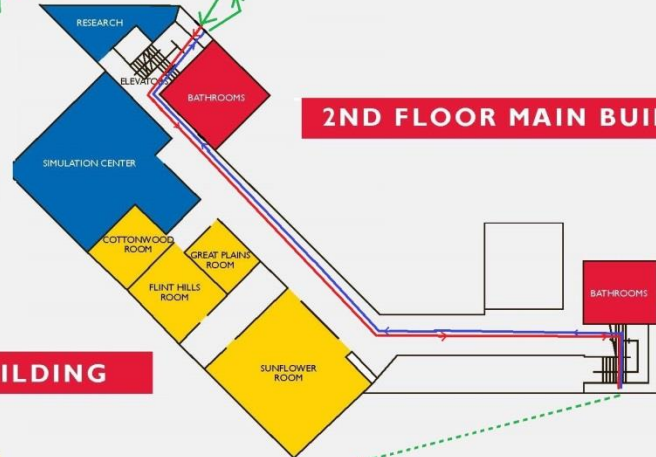 RESEARCH
ELEVATORS
BATHROOMS
2ND FLOOR MAIN BUI
SIMULATION CENTER
COTTONWOOD
ROOM
GREAT PLAINS
ROOM
FLINT HILLS
ROOM
BATHROOMS
ILDING
SUNFLOWER
ROOM